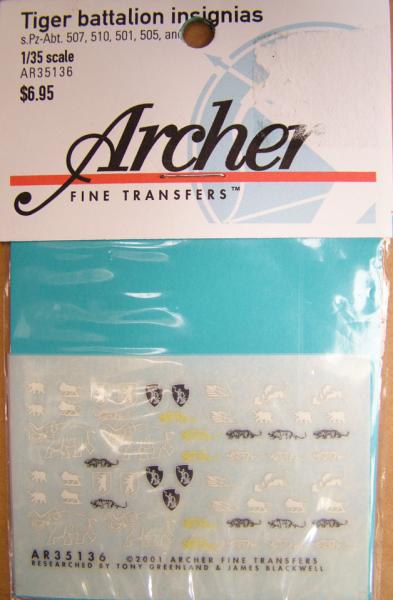 Tiger battalion insignias
s.Pz-Abt. 507, 510, 501, 505, an
1/35 scale
AR35136
$6.95
Archer
FINE TRANSFERS™
AR35136 ©2001 ARCHER FINE TRANSFERS
RESEARCHED BY TONY GREENLAND & JAMES BLACKWELL